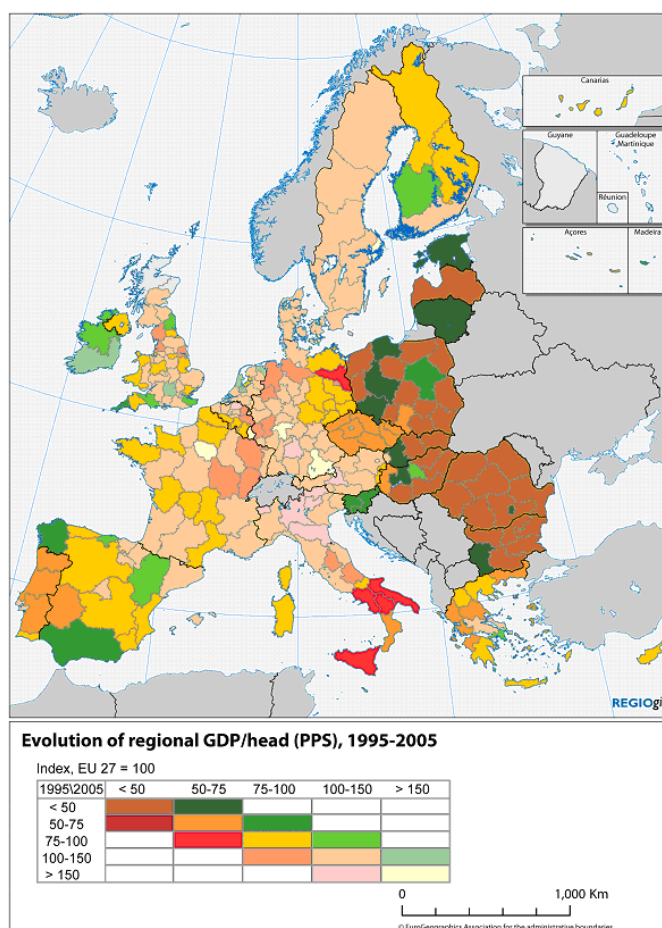 Canarias
Guyane
Guadeloupe
Martinique
Réunion
Açores
Madeira
REGIOgi
Evolution of regional GDP/head (PPS), 1995-2005
Index, EU 27 = 100
1995\2005 < 50 50-75 75-100 100-150 > 150
< 50
50-75
75-100
100-150
> 150
0 1,000 Km
© EuroGeographics Association for the administrative boundaries